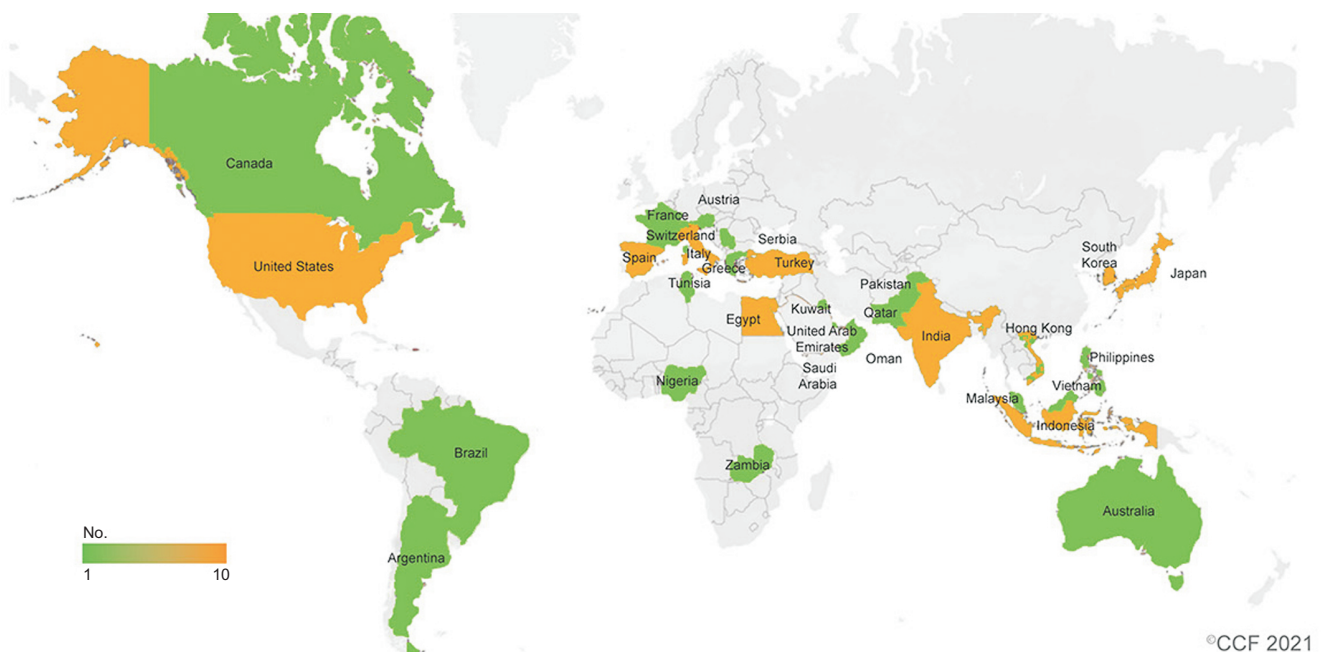 Canada
United States
Brazil
Argentina
Austria
France
Switzerland
Serbia
Spain
Italy
Greece
Turkey
Tunisia
Egypt
Nigeria
Zambia
Kuwait
United Arab
Emirates
Saudi
Arabia
Oman
Pakistan
Qatar
India
South
Korea
Japan
Hong Kong
Philippines
Vietnam
Malaysia
Indonesia
Australia
No.
1 10
©CCF 2021